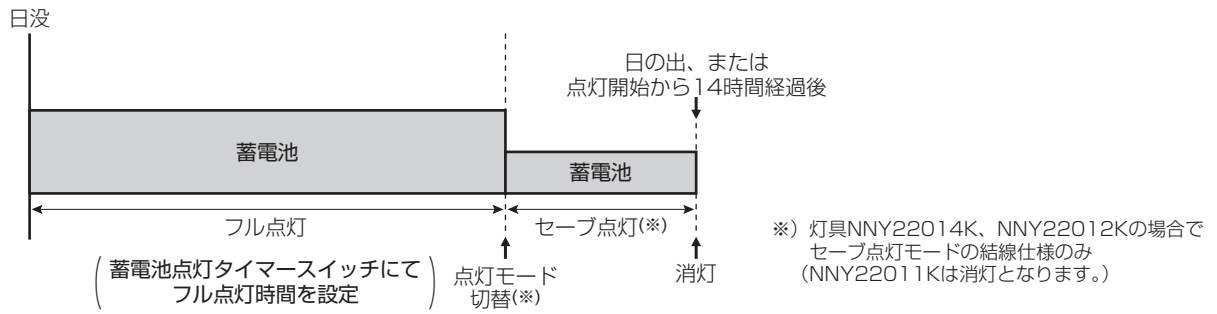 日没
日の出、または
点灯開始から14時間経過後
蓄電池
蓄電池
フル点灯
セーブ点灯(※)
蓄電池点灯タイマースイッチにて
フル点灯時間を設定
点灯モード
切替(※)
消灯
※）灯具NNY22014K、NNY22012Kの場合で
セーブ点灯モードの結線仕様のみ
（NNY22011Kは消灯となります。）